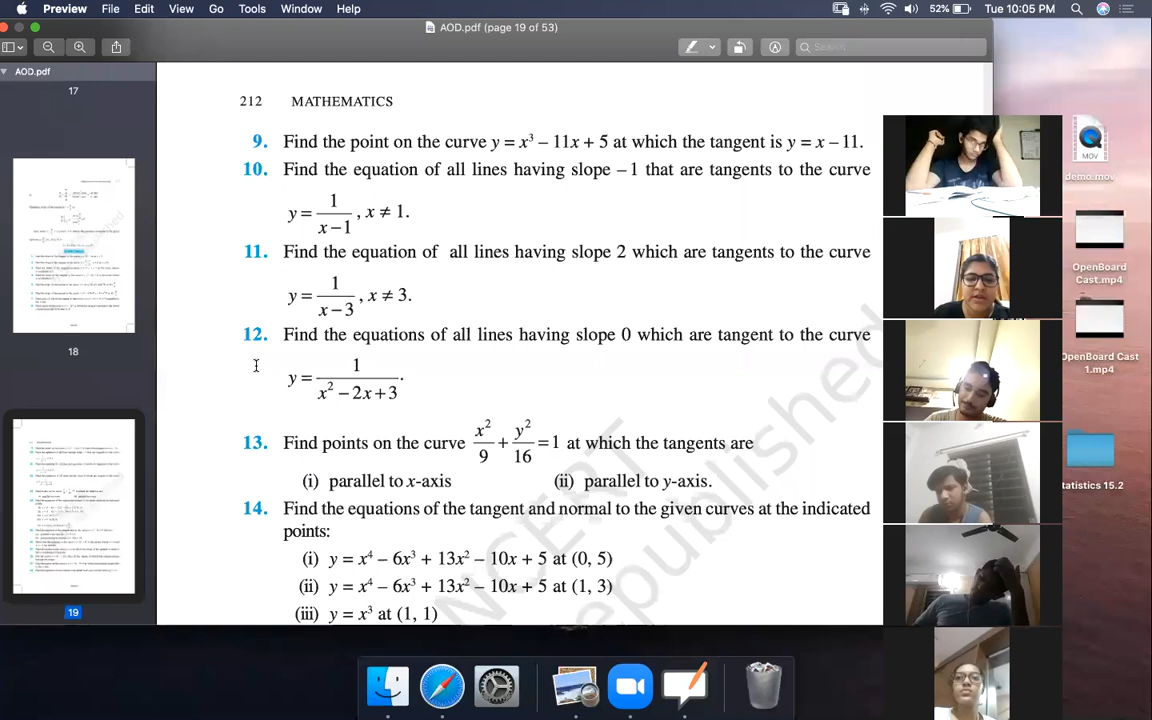 Preview File Edit View Go Tools Window Help 52% Tue 10:05 PM
AOD.pdf (page 19 of 53)
Search
AOD.pdf
17
18
19
212 MATHEMATICS
9. Find the point on the curve y = x³ – 11x + 5 at which the tangent is y = x – 11.
10. Find the equation of all lines having slope – 1 that are tangents to the curve
y = 1/(x – 1), x ≠ 1.
11. Find the equation of all lines having slope 2 which are tangents to the curve
y = 1/(x – 3), x ≠ 3.
12. Find the equations of all lines having slope 0 which are tangent to the curve
y = 1/(x² – 2x + 3).
13. Find points on the curve x²/9 + y²/16 = 1 at which the tangents are
(i) parallel to x-axis (ii) parallel to y-axis.
14. Find the equations of the tangent and normal to the given curves at the indicated
points:
(i) y = x⁴ – 6x³ + 13x² – 10x + 5 at (0, 5)
(ii) y = x⁴ – 6x³ + 13x² – 10x + 5 at (1, 3)
(iii) y = x³ at (1, 1)
NCERT
republished
MOV
demo.mov
OpenBoard
Cast.mp4
OpenBoard Cast
1.mp4
tatistics 15.2